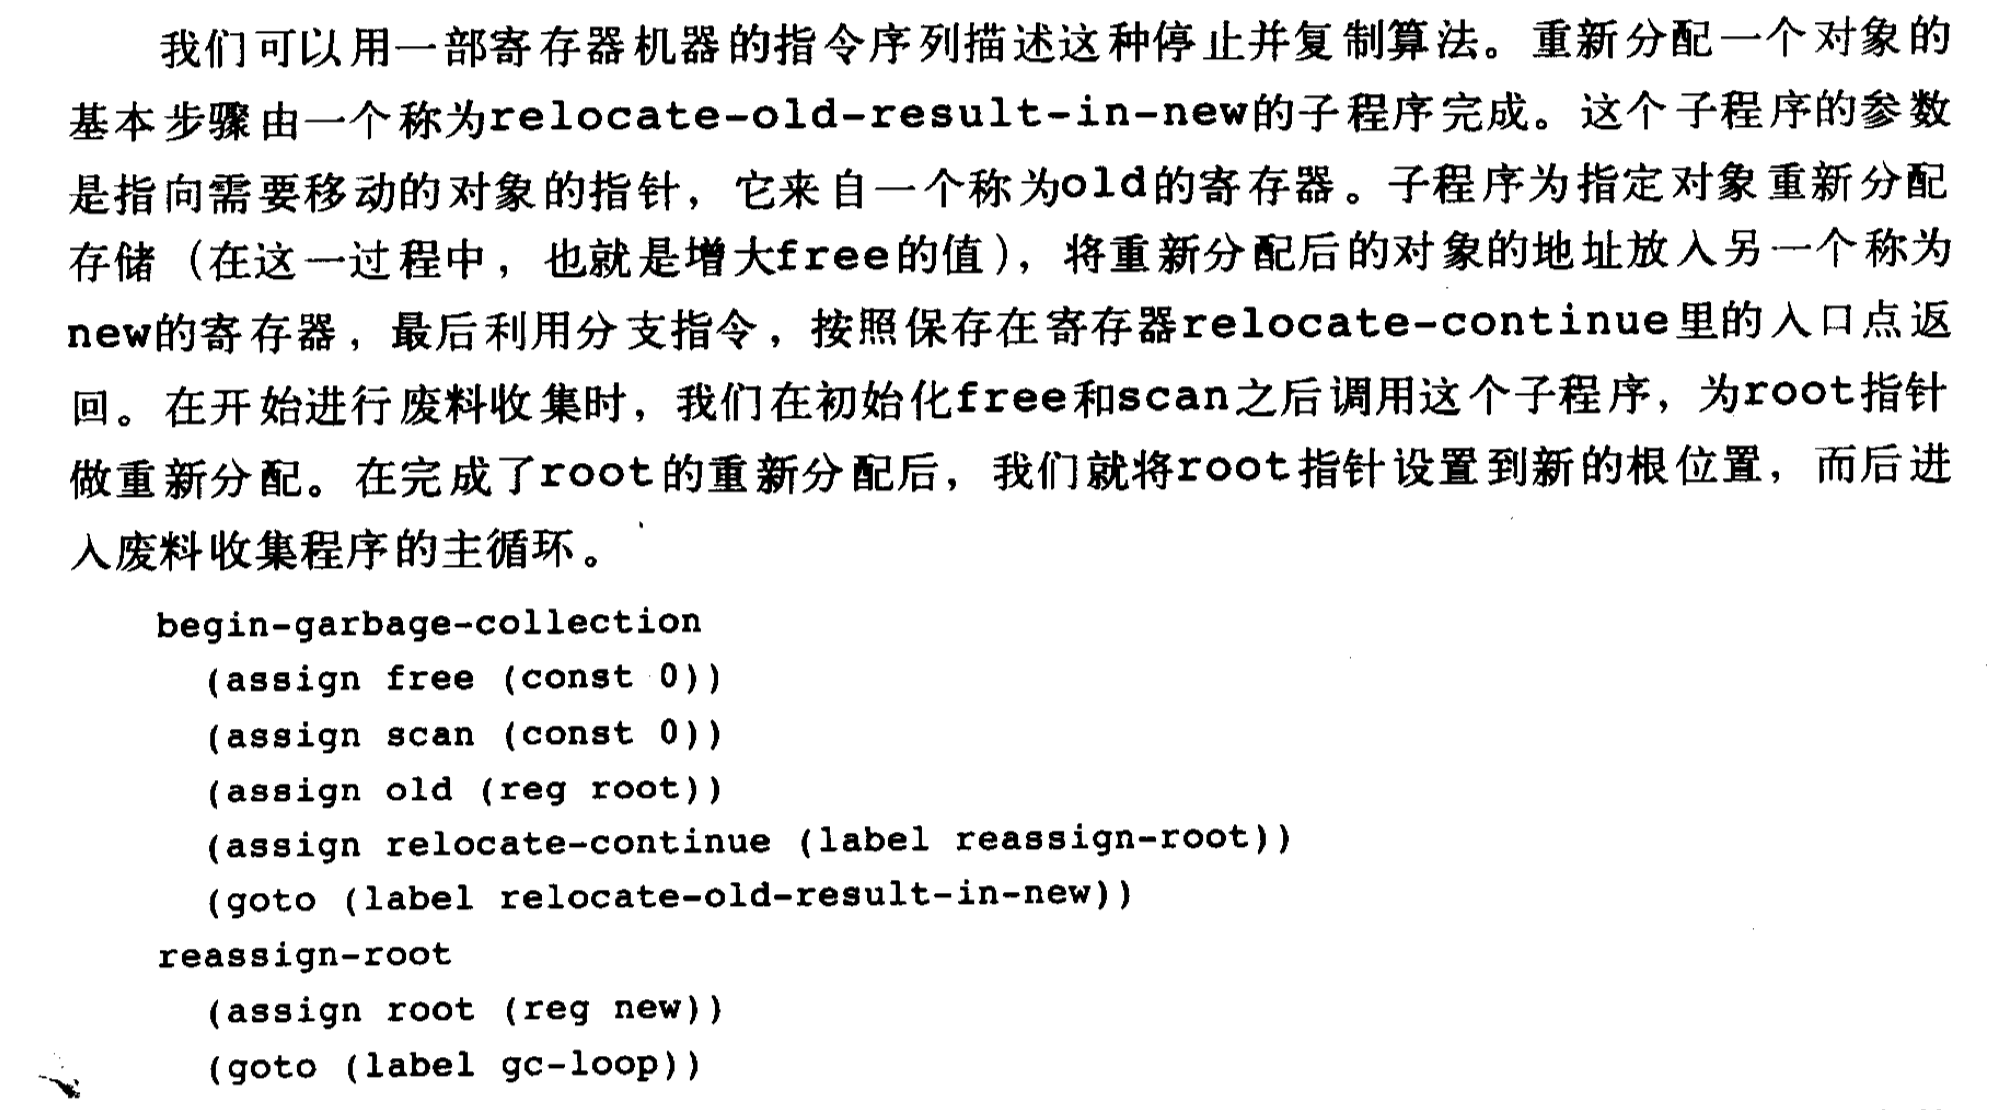 我们可以用一部寄存器机器的指令序列描述这种停止并复制算法。重新分配一个对象的
基本步骤由一个称为relocate-old-result-in-new的子程序完成。这个子程序的参数
是指向需要移动的对象的指针，它来自一个称为old的寄存器。子程序为指定对象重新分配
存储（在这一过程中，也就是增大free的值），将重新分配后的对象的地址放入另一个称为
new的寄存器，最后利用分支指令，按照保存在寄存器relocate-continue里的入口点返
回。在开始进行废料收集时，我们在初始化free和scan之后调用这个子程序，为root指针
做重新分配。在完成了root的重新分配后，我们就将root指针设置到新的根位置，而后进
入废料收集程序的主循环。
begin-garbage-collection
(assign free (const 0))
(assign scan (const 0))
(assign old (reg root))
(assign relocate-continue (label reassign-root))
(goto (label relocate-old-result-in-new))
reassign-root
(assign root (reg new))
(goto (label gc-loop))